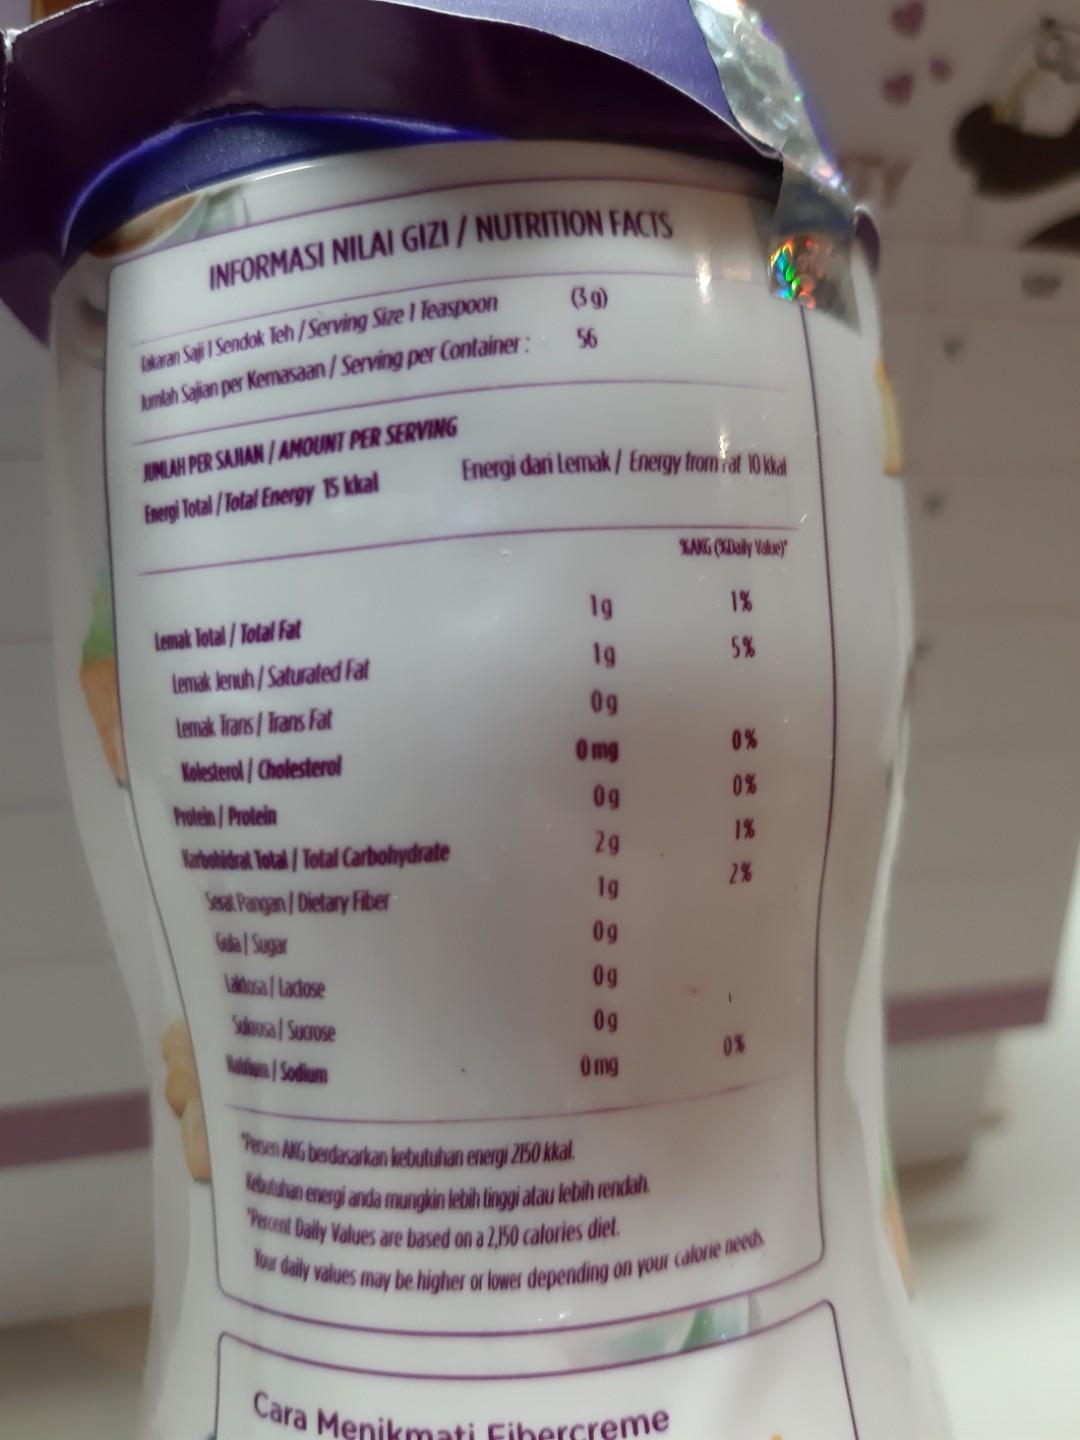 INFORMASI NILAI GIZI / NUTRITION FACTS
Takaran Saji 1 Sendok Teh / Serving Size 1 Teaspoon (3 g)
Jumlah Sajian per Kemasaan / Serving per Container : 56
JUMLAH PER SAJIAN / AMOUNT PER SERVING
Energi Total / Total Energy 15 kkal Energi dari Lemak / Energy from Fat 10 kkal
%AKG (%Daily Value)*
Lemak Total / Total Fat 1g 1%
Lemak Jenuh / Saturated Fat 1g 5%
Lemak Trans / Trans Fat 0g
Kolesterol / Cholesterol 0 mg 0%
Protein / Protein 0g 0%
Karbohidrat Total / Total Carbohydrate 2g 1%
Serat Pangan / Dietary Fiber 1g 2%
Gula / Sugar 0g
Laktosa / Lactose 0g
Sukrosa / Sucrose 0g
Natrium / Sodium 0 mg 0%
*Persen AKG berdasarkan kebutuhan energi 2150 kkal.
Kebutuhan energi anda mungkin lebih tinggi atau lebih rendah.
*Percent Daily Values are based on a 2,150 calories diet.
Your daily values may be higher or lower depending on your calorie needs.
Cara Menikmati Fibercreme